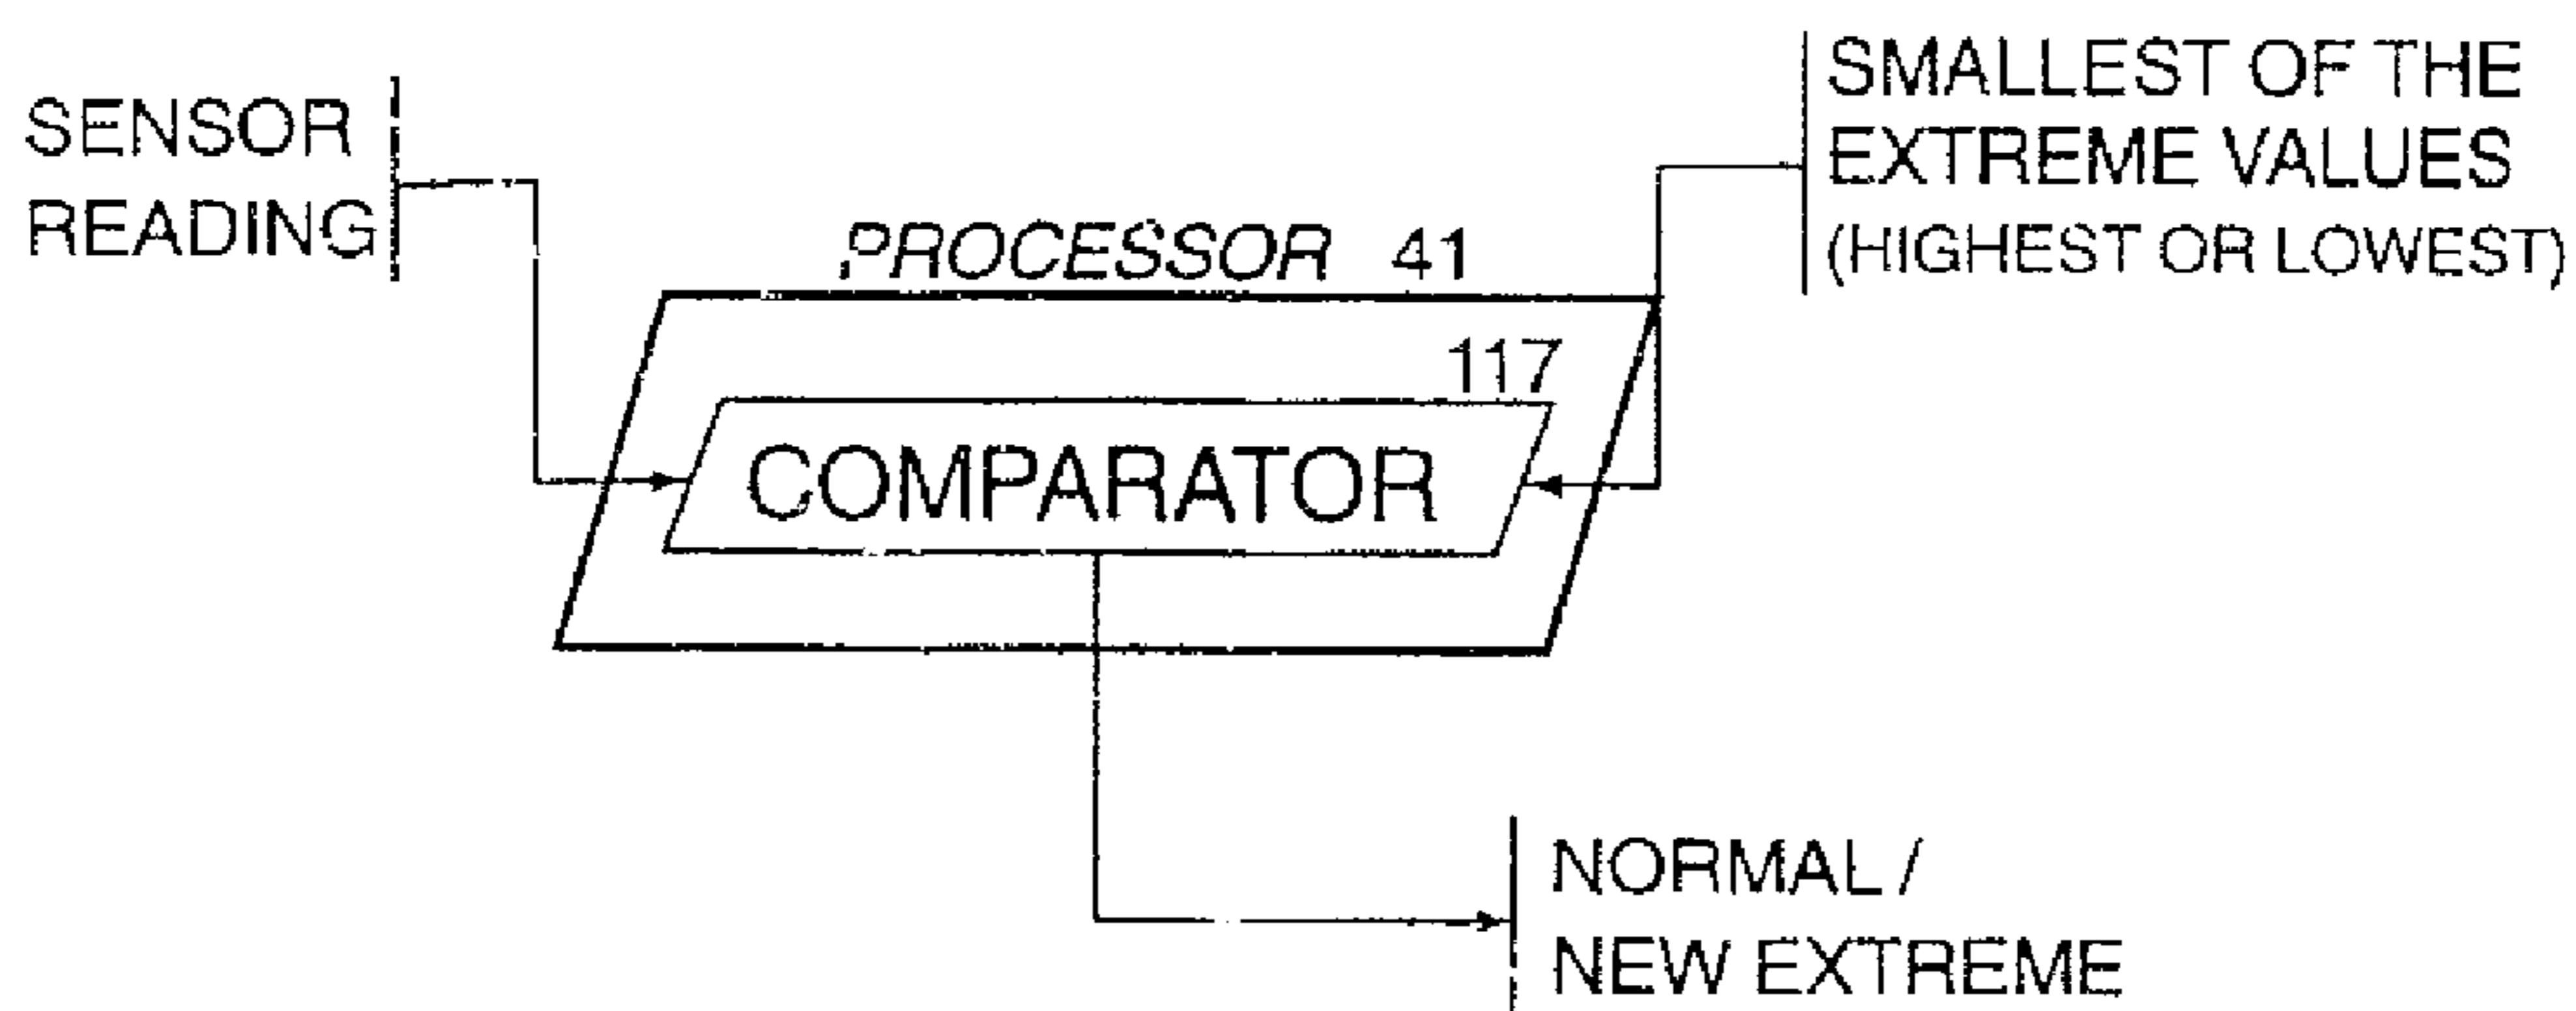 SENSOR
READING
PROCESSOR 41
117
COMPARATOR
SMALLEST OF THE
EXTREME VALUES
(HIGHEST OR LOWEST)
NORMAL /
NEW EXTREME